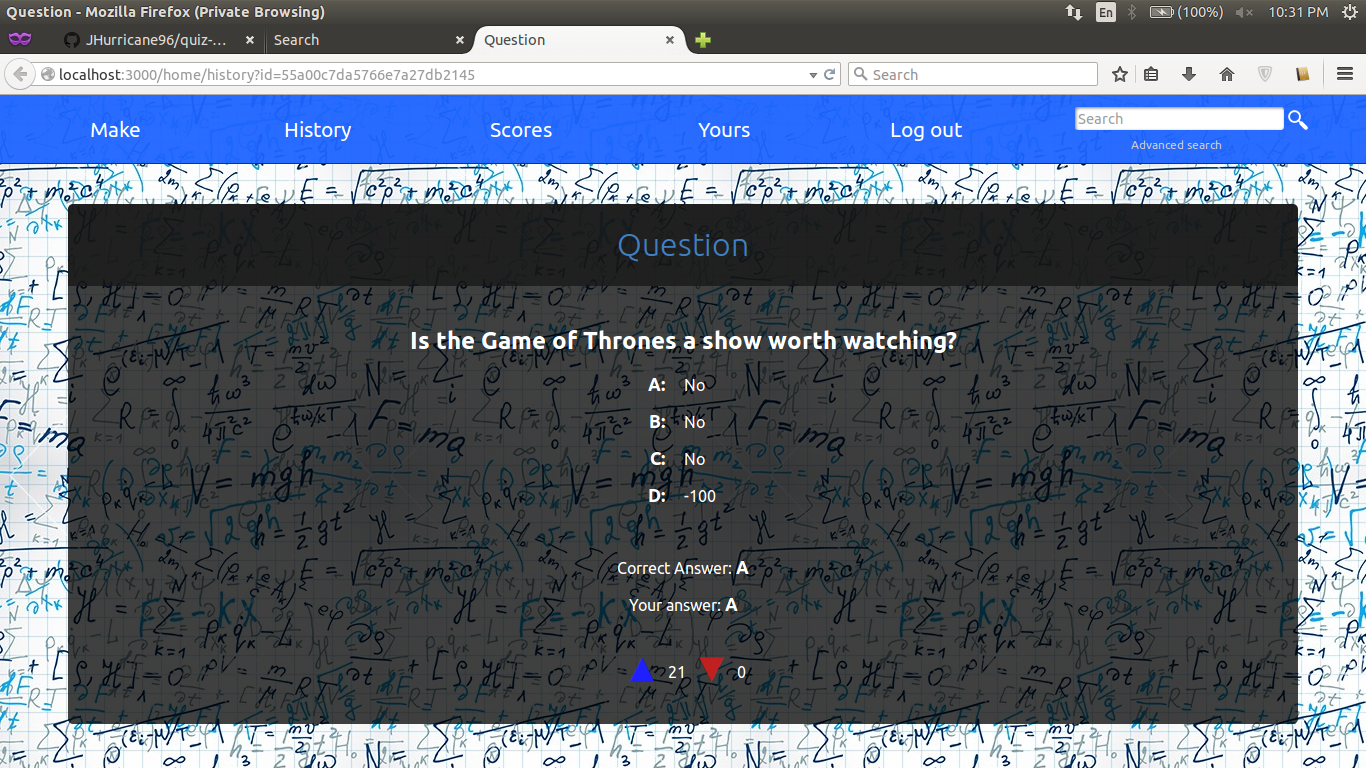 Question - Mozilla Firefox (Private Browsing)
En
(100%)
10:31 PM
JHurricane96/quiz-...
Search
Question
localhost:3000/home/history?id=55a00c7da5766e7a27db2145
Search
Make
History
Scores
Yours
Log out
Search
Advanced search
Question
Is the Game of Thrones a show worth watching?
A: No
B: No
C: No
D: -100
Correct Answer: A
Your answer: A
21 0